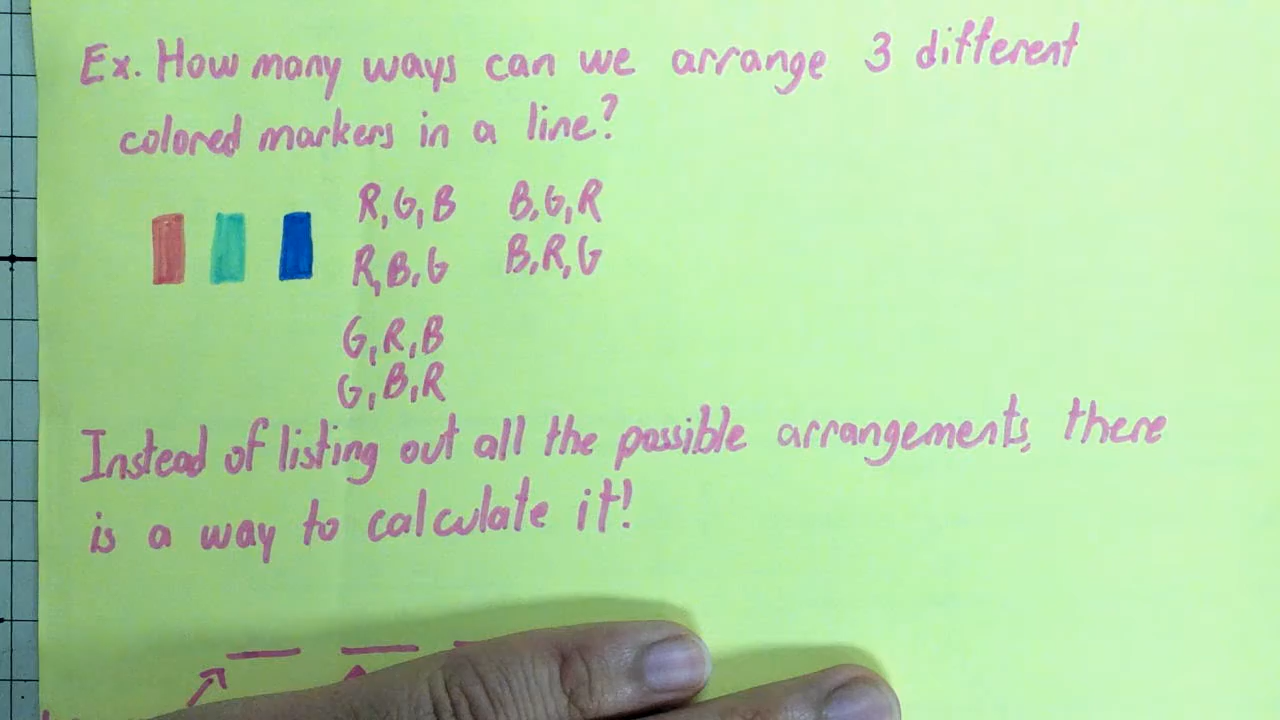 Ex. How many ways can we arrange 3 different
colored markers in a line?
R,G,B B,G,R
R,B,G B,R,G
G,R,B
G,B,R
Instead of listing out all the possible arrangements, there
is a way to calculate it!